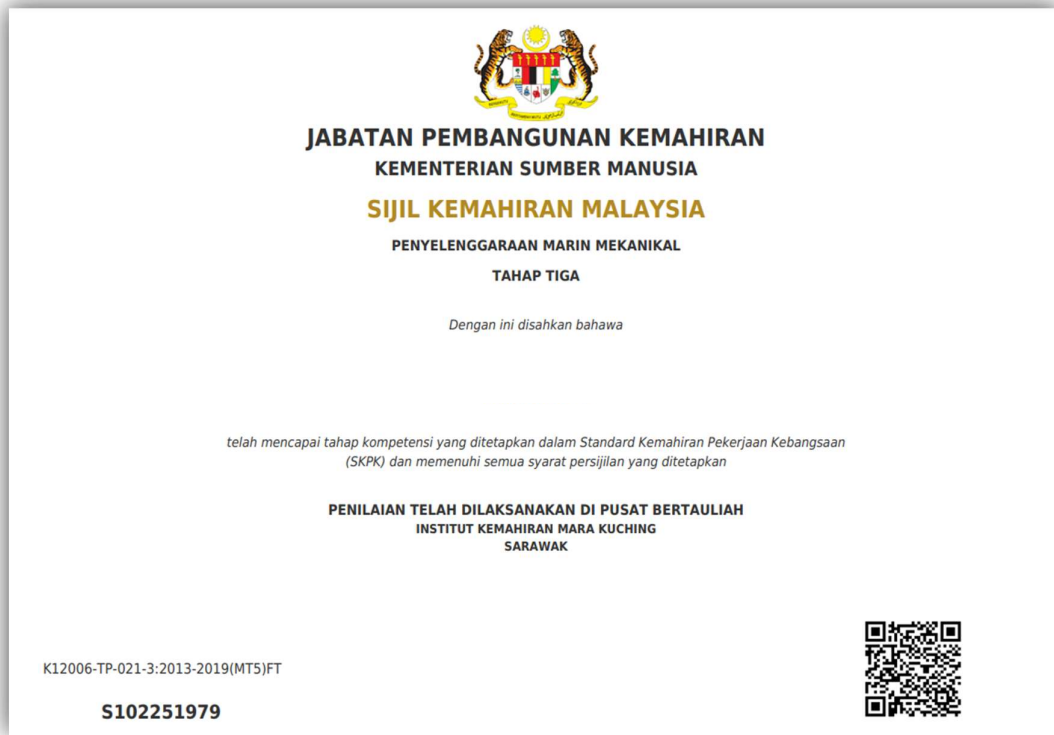 JABATAN PEMBANGUNAN KEMAHIRAN
KEMENTERIAN SUMBER MANUSIA
SIJIL KEMAHIRAN MALAYSIA
PENYELENGGARAAN MARIN MEKANIKAL
TAHAP TIGA
Dengan ini disahkan bahawa
telah mencapai tahap kompetensi yang ditetapkan dalam Standard Kemahiran Pekerjaan Kebangsaan
(SKPK) dan memenuhi semua syarat persijilan yang ditetapkan
PENILAIAN TELAH DILAKSANAKAN DI PUSAT BERTAULIAH
INSTITUT KEMAHIRAN MARA KUCHING
SARAWAK
K12006-TP-021-3:2013-2019(MT5)FT
S102251979